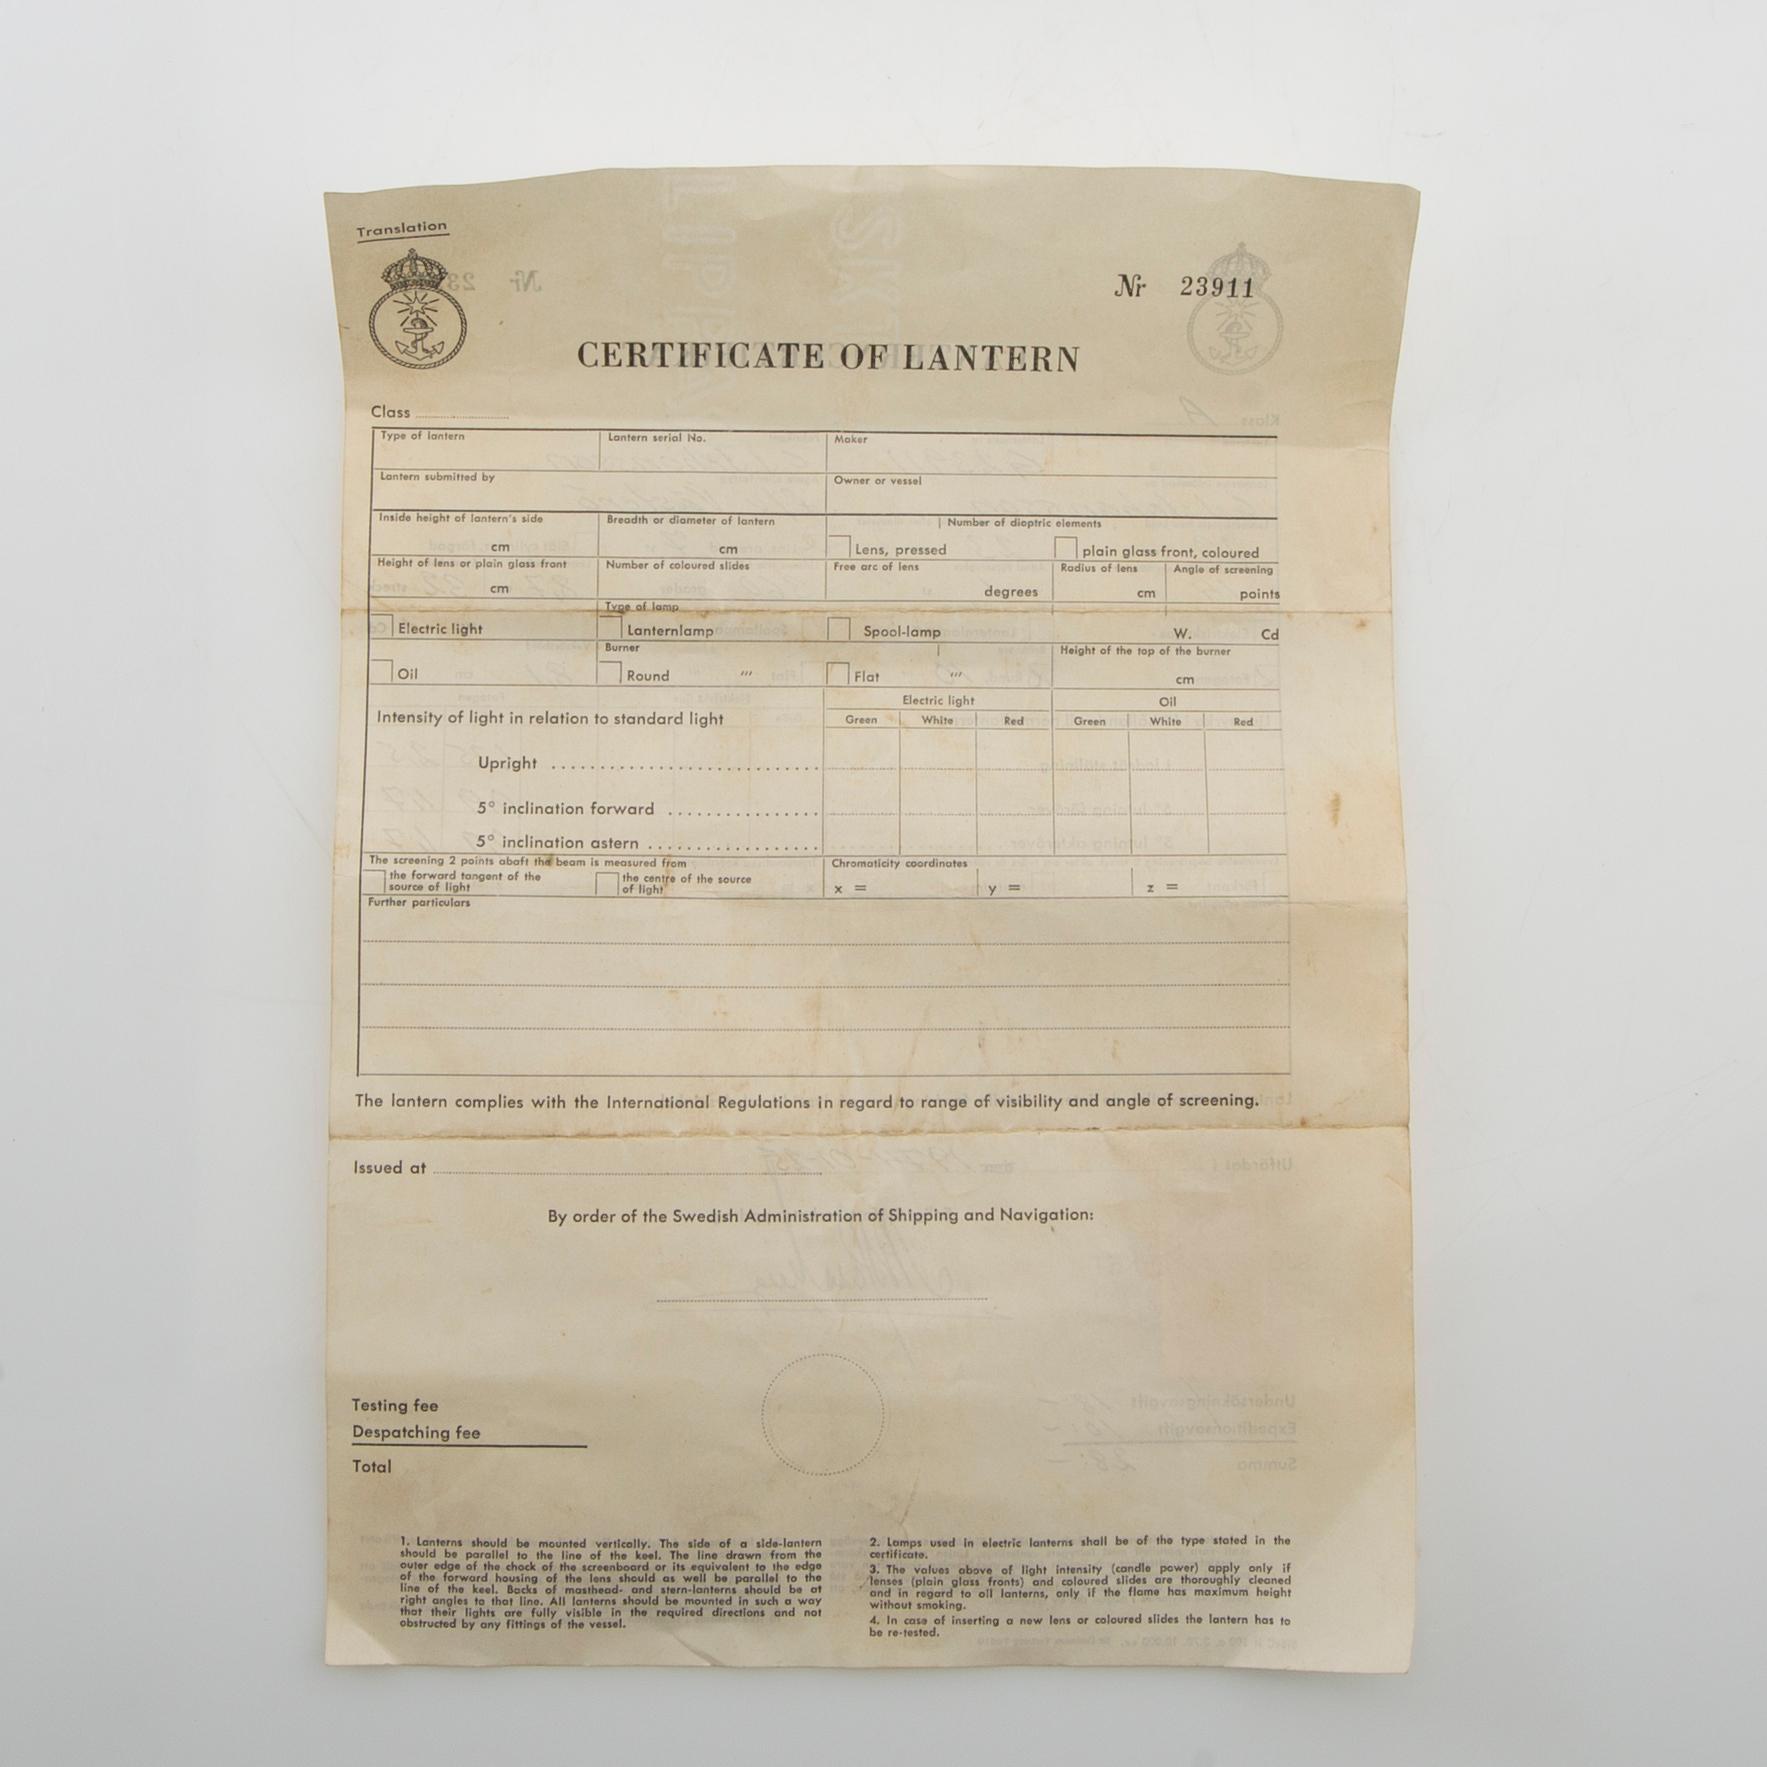 Translation
Nr 23911
CERTIFICATE OF LANTERN
Class
Type of lantern
Lantern serial No.
Maker
Lantern submitted by
Owner or vessel
Inside height of lantern's side
cm
Breadth or diameter of lantern
cm
Number of dioptric elements
Lens, pressed
plain glass front, coloured
Height of lens or plain glass front
cm
Number of coloured slides
Free arc of lens
degrees
Radius of lens
cm
Angle of screening
points
Type of lamp
Electric light
Lanternlamp
Spool-lamp
W.
Cd
Burner
Height of the top of the burner
Oil
Round '''
Flat '''
cm
Intensity of light in relation to standard light
Electric light
Oil
Green White Red Green White Red
Upright
5° inclination forward
5° inclination astern
The screening 2 points abaft the beam is measured from
the forward tangent of the
source of light
the centre of the source
of light
Chromaticity coordinates
x = y = z =
Further particulars
The lantern complies with the International Regulations in regard to range of visibility and angle of screening.
Issued at
By order of the Swedish Administration of Shipping and Navigation:
Testing fee
Despatching fee
Total
1. Lanterns should be mounted vertically. The side of a side-lantern
should be parallel to the line of the keel. The line drawn from the
outer edge of the chock of the screenboard or its equivalent to the edge
of the forward housing of the lens should as well be parallel to the
line of the keel. Backs of masthead- and stern-lanterns should be at
right angles to that line. All lanterns should be mounted in such a way
that their lights are fully visible in the required directions and not
obstructed by any fittings of the vessel.
2. Lamps used in electric lanterns shall be of the type stated in the
certificate.
3. The values above of light intensity (candle power) apply only if
lenses (plain glass fronts) and coloured slides are thoroughly cleaned
and in regard to oil lanterns, only if the flame has maximum height
without smoking.
4. In case of inserting a new lens or coloured slides the lantern has to
be re-tested.